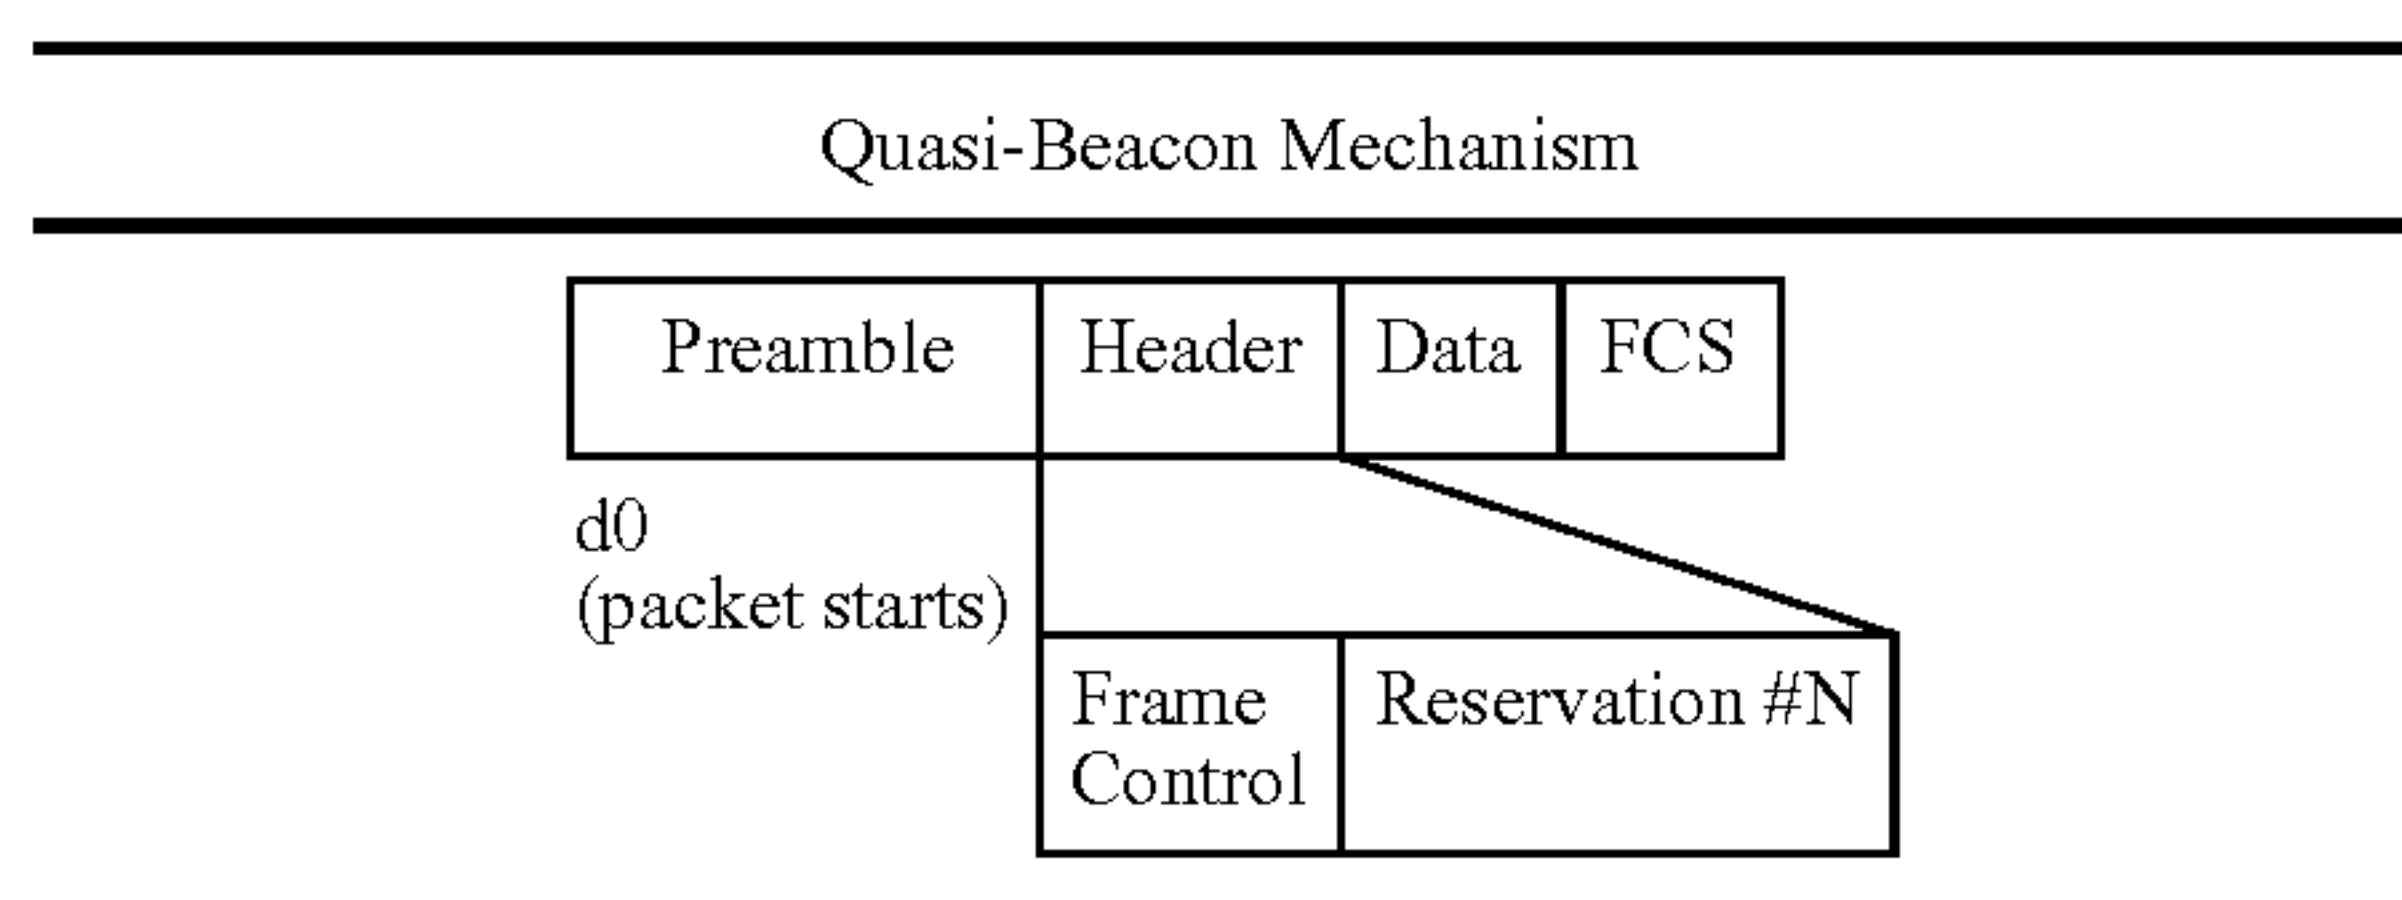 Quasi-Beacon Mechanism
Preamble Header Data FCS
d0
(packet starts)
Frame Reservation #N
Control